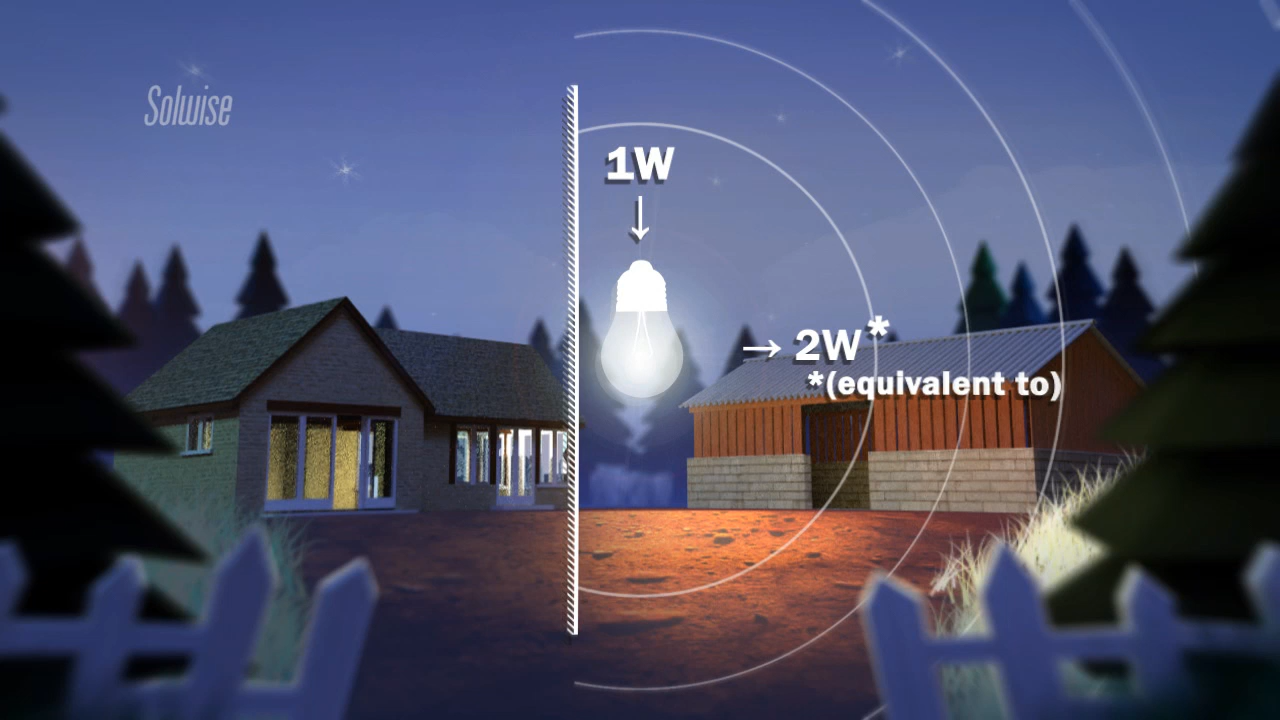 Solwise
1W
→ 2W*
*(equivalent to)